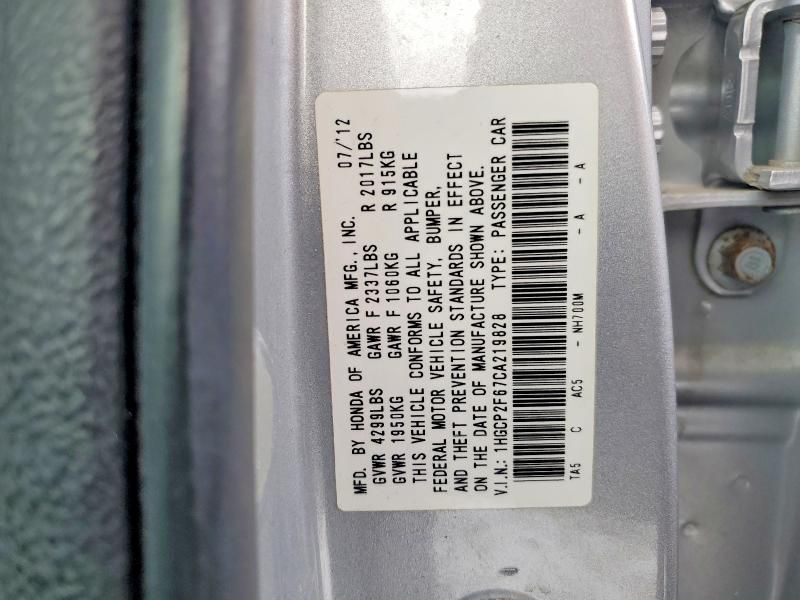 MFD. BY HONDA OF AMERICA MFG., INC. 07/'12
GVWR 4299LBS GAWR F 2337LBS R 2017LBS
GVWR 1950KG GAWR F 1060KG R 915KG
THIS VEHICLE CONFORMS TO ALL APPLICABLE
FEDERAL MOTOR VEHICLE SAFETY, BUMPER,
AND THEFT PREVENTION STANDARDS IN EFFECT
ON THE DATE OF MANUFACTURE SHOWN ABOVE.
V.I.N.: 1HGCP2F67CA219828 TYPE: PASSENGER CAR
TA5 C AC5 - NH700M - A - A